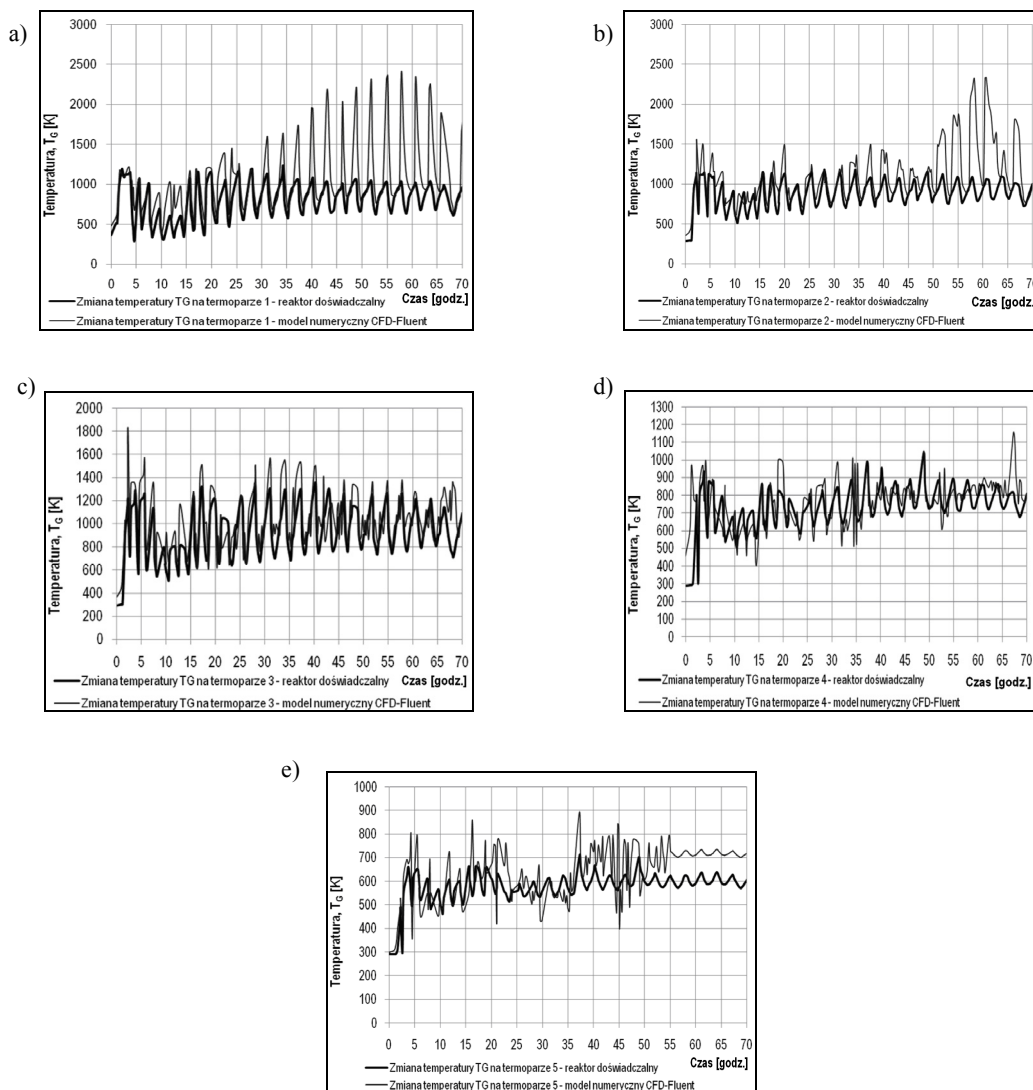 a)
3000
2500
2000
1500
1000
500
0
Temperatura, TG [K]
0 5 10 15 20 25 30 35 40 45 50 55 60 65 70
Czas [godz.]
Zmiana temperatury TG na termoparze 1 - reaktor doświadczalny
Zmiana temperatury TG na termoparze 1 - model numeryczny CFD-Fluent
b)
3000
2500
2000
1500
1000
500
0
Temperatura, TG [K]
0 5 10 15 20 25 30 35 40 45 50 55 60 65 70
Czas [godz.]
Zmiana temperatury TG na termoparze 2 - reaktor doświadczalny
Zmiana temperatury TG na termoparze 2 - model numeryczny CFD-Fluent
c)
2000
1800
1600
1400
1200
1000
800
600
400
200
0
Temperatura, TG [K]
0 5 10 15 20 25 30 35 40 45 50 55 60 65 70
Zmiana temperatury TG na termoparze 3 - reaktor doświadczalny
Czas [godz.]
Zmiana temperatury TG na termoparze 3 - model numeryczny CFD-Fluent
d)
1300
1200
1100
1000
900
800
700
600
500
400
300
200
100
0
Temperatura, TG [K]
0 5 10 15 20 25 30 35 40 45 50 55 60 65 70
Zmiana temperatury TG na termoparze 4 - reaktor doświadczalny
Czas [godz.]
Zmiana temperatury TG na termoparze 4 - model numeryczny CFD-Fluent
e)
1000
900
800
700
600
500
400
300
200
100
0
Temperatura, TG [K]
0 5 10 15 20 25 30 35 40 45 50 55 60 65 70
Czas [godz.]
Zmiana temperatury TG na termoparze 5 - reaktor doświadczalny
Zmiana temperatury TG na termoparze 5 - model numeryczny CFD-Fluent